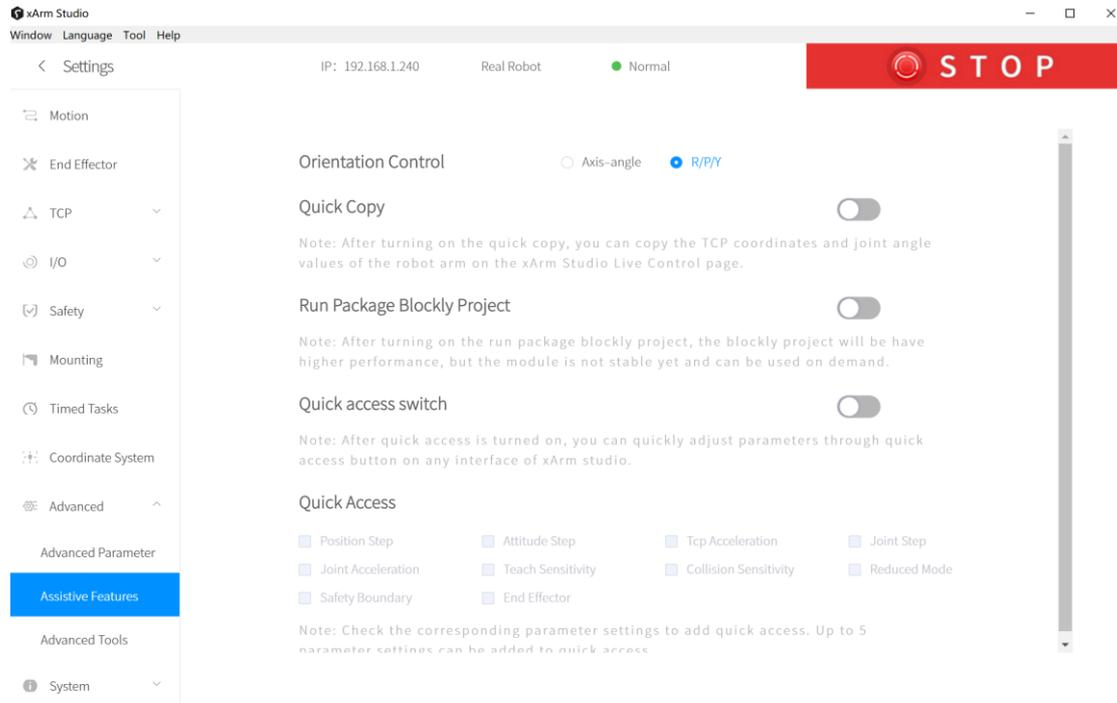 xArm Studio
Window Language Tool Help
Settings
IP: 192.168.1.240
Real Robot
Normal
STOP
Motion
End Effector
TCP
I/O
Safety
Mounting
Timed Tasks
Coordinate System
Advanced
Advanced Parameter
Assistive Features
Advanced Tools
System
Orientation Control
Axis-angle
R/P/Y
Quick Copy
Note: After turning on the quick copy, you can copy the TCP coordinates and joint angle
values of the robot arm on the xArm Studio Live Control page.
Run Package Blockly Project
Note: After turning on the run package blockly project, the blockly project will be have
higher performance, but the module is not stable yet and can be used on demand.
Quick access switch
Note: After quick access is turned on, you can quickly adjust parameters through quick
access button on any interface of xArm studio.
Quick Access
Position Step
Attitude Step
Tcp Acceleration
Joint Step
Joint Acceleration
Teach Sensitivity
Collision Sensitivity
Reduced Mode
Safety Boundary
End Effector
Note: Check the corresponding parameter settings to add quick access. Up to 5
parameter settings can be added to quick access